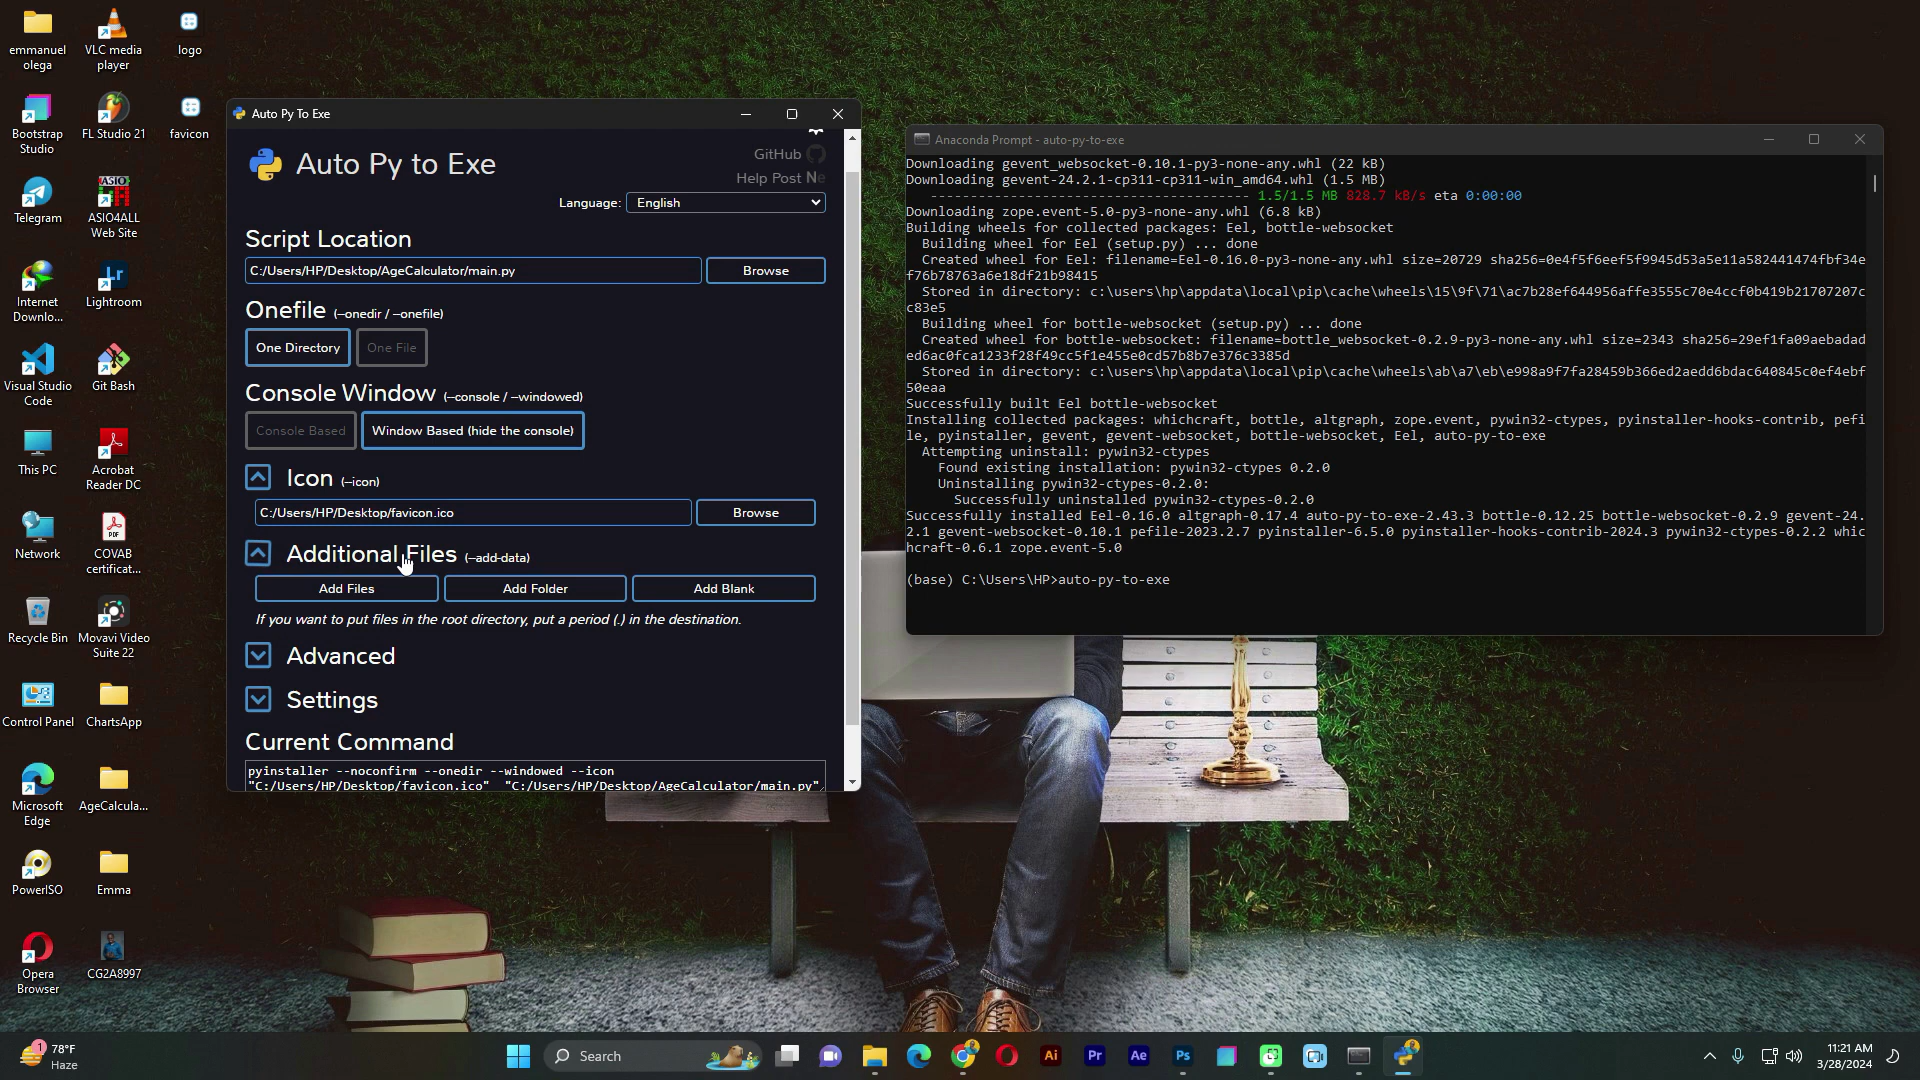 emmanuel
olega
VLC media
player
logo
Bootstrap
Studio
FL Studio 21
favicon
Telegram
ASIO
4ALL
ASIO4ALL
Web Site
Internet
Downlo...
Lightroom
Visual Studio
Code
Git Bash
This PC
Acrobat
Reader DC
Network
PDF
COVAB
certificat...
Recycle Bin
Movavi Video
Suite 22
Control Panel
ChartsApp
Microsoft
Edge
AgeCalcula...
PowerISO
Emma
Opera
Browser
CG2A8997
Auto Py To Exe
Auto Py to Exe
GitHub
Help Post
Language: English
Script Location
C:/Users/HP/Desktop/AgeCalculator/main.py
Browse
Onefile (--onedir / --onefile)
One Directory
One File
Console Window (--console / --windowed)
Console Based
Window Based (hide the console)
Icon (--icon)
C:/Users/HP/Desktop/favicon.ico
Browse
Additional Files (--add-data)
Add Files
Add Folder
Add Blank
If you want to put files in the root directory, put a period (.) in the destination.
Advanced
Settings
Current Command
pyinstaller --noconfirm --onedir --windowed --icon
"C:/Users/HP/Desktop/favicon.ico"  "C:/Users/HP/Desktop/AgeCalculator/main.py"
Anaconda Prompt - auto-py-to-exe
Downloading gevent_websocket-0.10.1-py3-none-any.whl (22 kB)
Downloading gevent-24.2.1-cp311-cp311-win_amd64.whl (1.5 MB)
---------------------------------------- 1.5/1.5 MB 828.7 kB/s eta 0:00:00
Downloading zope.event-5.0-py3-none-any.whl (6.8 kB)
Building wheels for collected packages: Eel, bottle-websocket
Building wheel for Eel (setup.py) ... done
Created wheel for Eel: filename=Eel-0.16.0-py3-none-any.whl size=20729 sha256=0e4f5f6eef5f9945d53a5e11a582441474fbf34e
f76b78763a6e18df21b98415
Stored in directory: c:\users\hp\appdata\local\pip\cache\wheels\15\9f\71\ac7b28ef644956affe3555c70e4ccf0b419b21707207c
c83e5
Building wheel for bottle-websocket (setup.py) ... done
Created wheel for bottle-websocket: filename=bottle_websocket-0.2.9-py3-none-any.whl size=2343 sha256=29ef1fa09aebadad
ed6ac0fca1233f28f49cc5f1e455e0cd57b8b7e376c3385d
Stored in directory: c:\users\hp\appdata\local\pip\cache\wheels\ab\a7\eb\e998a9f7fa28459b366ed2aedd6bdac640845c0ef4ebf
50eaa
Successfully built Eel bottle-websocket
Installing collected packages: whichcraft, bottle, altgraph, zope.event, pywin32-ctypes, pyinstaller-hooks-contrib, pefi
le, pyinstaller, gevent, gevent-websocket, bottle-websocket, Eel, auto-py-to-exe
Attempting uninstall: pywin32-ctypes
Found existing installation: pywin32-ctypes 0.2.0
Uninstalling pywin32-ctypes-0.2.0:
Successfully uninstalled pywin32-ctypes-0.2.0
Successfully installed Eel-0.16.0 altgraph-0.17.4 auto-py-to-exe-2.43.3 bottle-0.12.25 bottle-websocket-0.2.9 gevent-24.
2.1 gevent-websocket-0.10.1 pefile-2023.2.7 pyinstaller-6.5.0 pyinstaller-hooks-contrib-2024.3 pywin32-ctypes-0.2.2 whic
hcraft-0.6.1 zope.event-5.0
(base) C:\Users\HP>auto-py-to-exe
1
78°F
Haze
Search
Ai
Pr
Ae
Ps
11:21 AM
3/28/2024